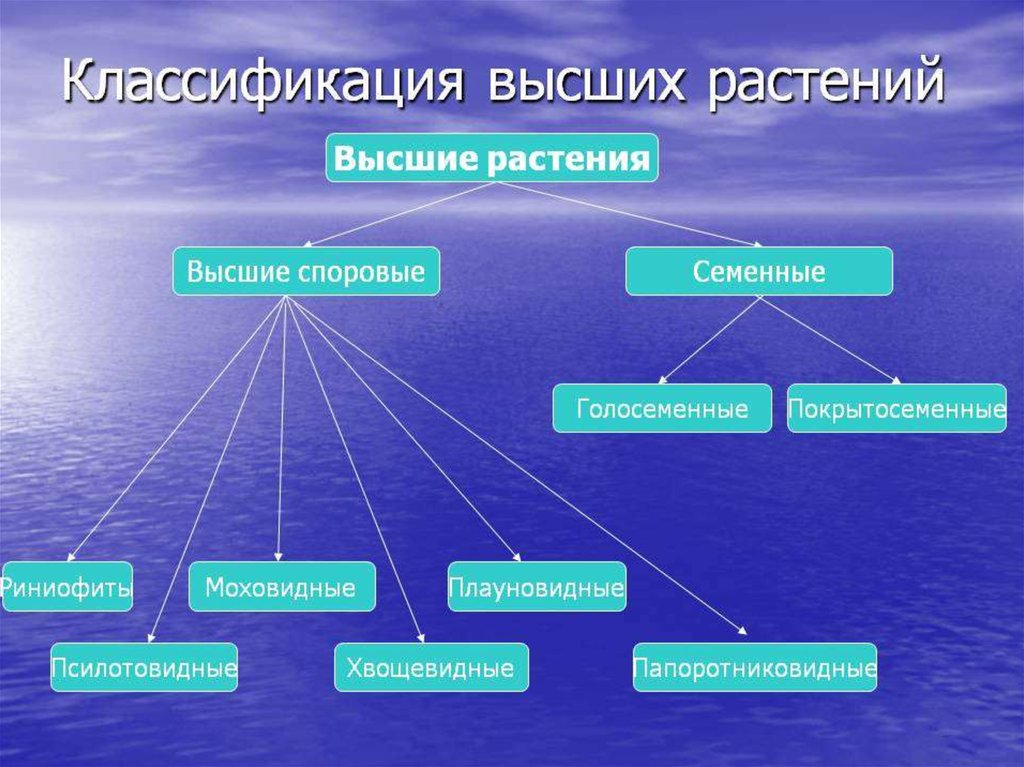 Классификация высших растений
Высшие растения
Высшие споровые
Семенные
Голосеменные
Покрытосеменные
Риниофиты
Моховидные
Плауновидные
Псилотовидные
Хвощевидные
Папоротниковидные